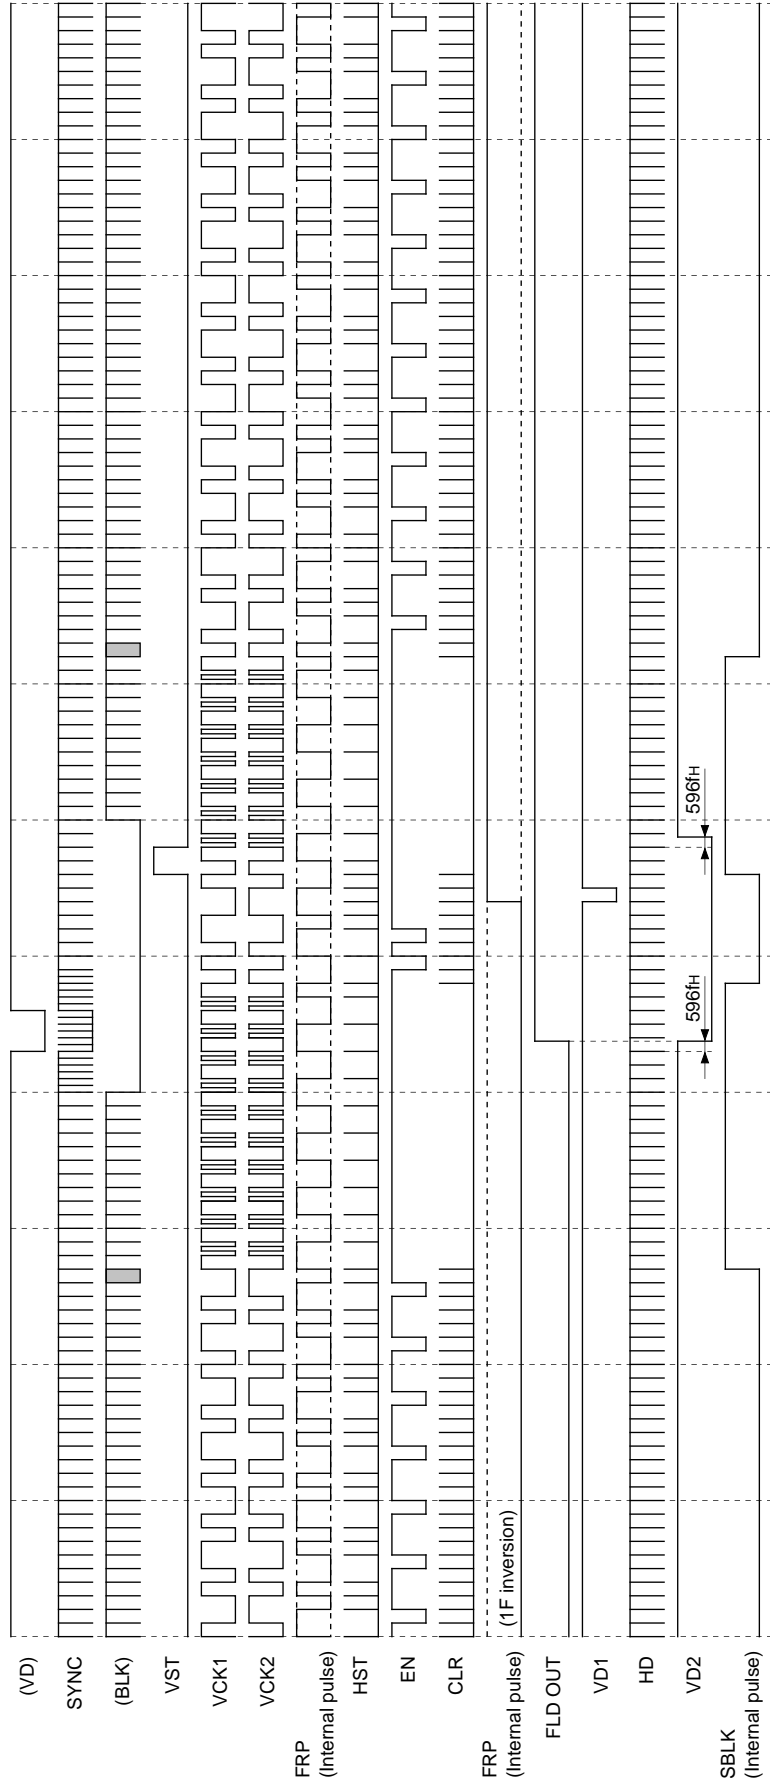 (VD)
SYNC
(BLK)
VST
VCK1
VCK2
FRP
(Internal pulse)
HST
EN
CLR
FRP
(Internal pulse)
(1F inversion)
FLD OUT
VD1
HD
VD2
596fH
596fH
SBLK
(Internal pulse)